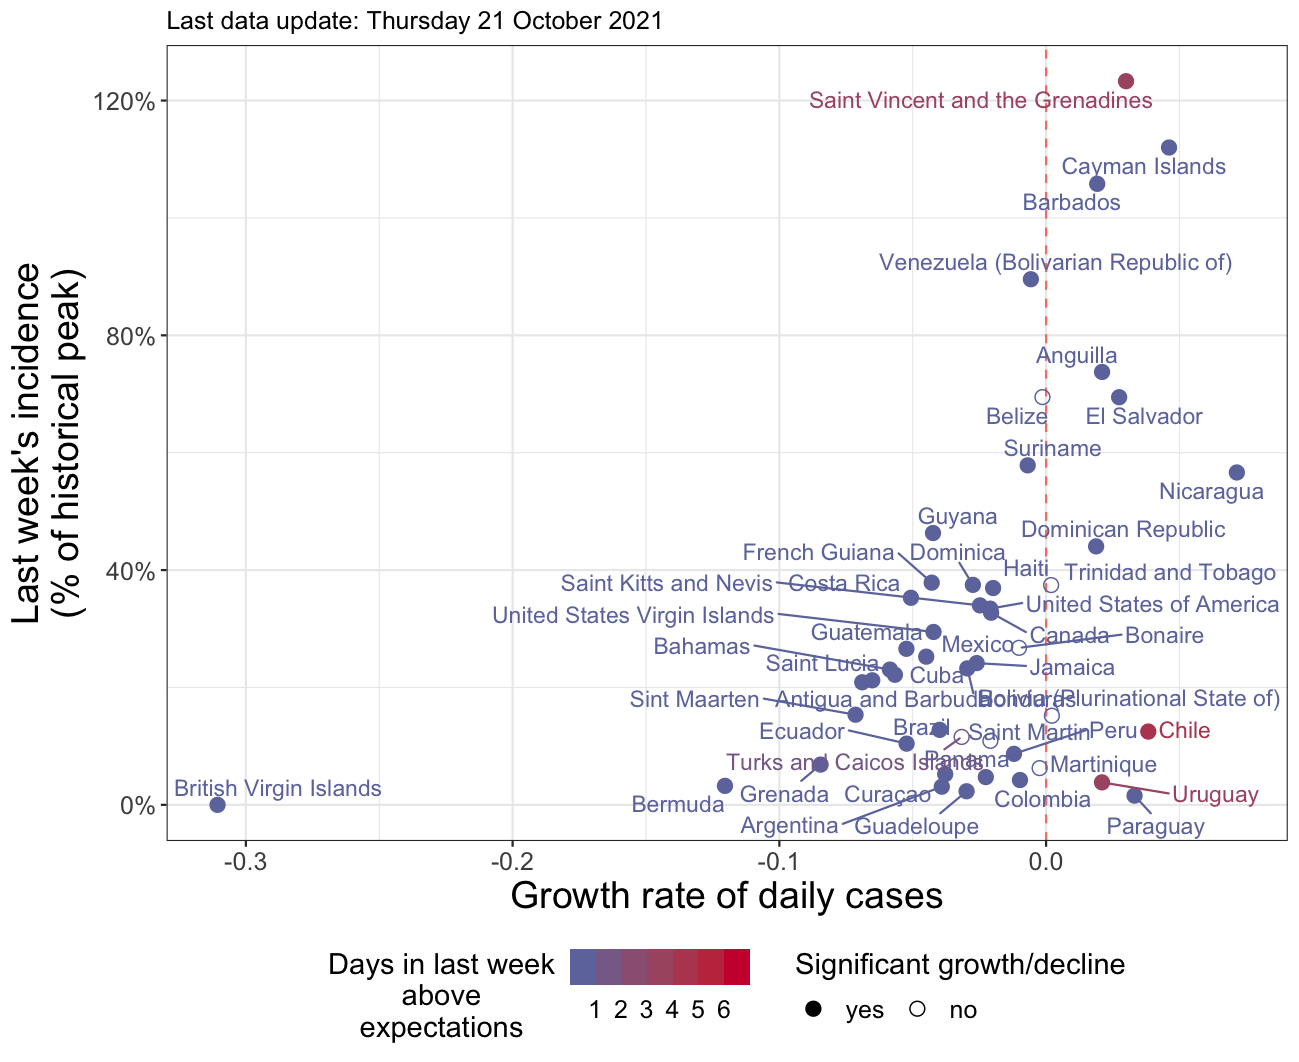 Last data update: Thursday 21 October 2021
120%
Saint Vincent and the Grenadines
Cayman Islands
Barbados
Venezuela (Bolivarian Republic of)
80%
Anguilla
Belize
El Salvador
Suriname
Nicaragua
Guyana
Dominican Republic
French Guiana
Dominica
40%
Haiti
Trinidad and Tobago
Saint Kitts and Nevis
Costa Rica
United States of America
United States Virgin Islands
Guatemala
Canada
Bonaire
Bahamas
Mexico
Saint Lucia
Cuba
Jamaica
Sint Maarten
Antigua and Barbuda
Honduras
Bolivia (Plurinational State of)
Ecuador
Brazil
Saint Martin
Peru
Chile
Turks and Caicos Islands
Panama
Martinique
British Virgin Islands
Bermuda
Grenada
Curaçao
Colombia
Uruguay
0%
Argentina
Guadeloupe
Paraguay
Last week's incidence
(% of historical peak)
-0.3
-0.2
-0.1
0.0
Growth rate of daily cases
Days in last week
above
expectations
1 2 3 4 5 6
Significant growth/decline
yes
no